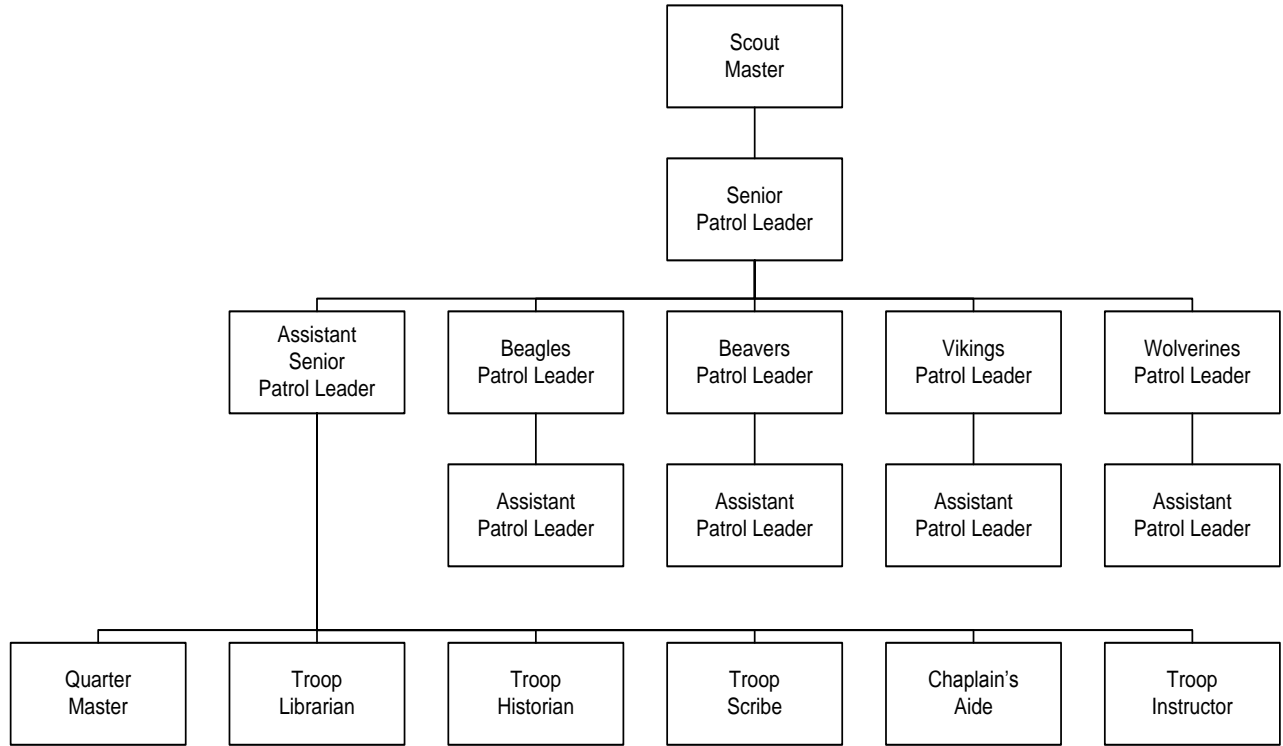 Scout
Master
Senior
Patrol Leader
Assistant
Senior
Patrol Leader
Beagles
Patrol Leader
Beavers
Patrol Leader
Vikings
Patrol Leader
Wolverines
Patrol Leader
Assistant
Patrol Leader
Assistant
Patrol Leader
Assistant
Patrol Leader
Assistant
Patrol Leader
Quarter
Master
Troop
Librarian
Troop
Historian
Troop
Scribe
Chaplain's
Aide
Troop
Instructor